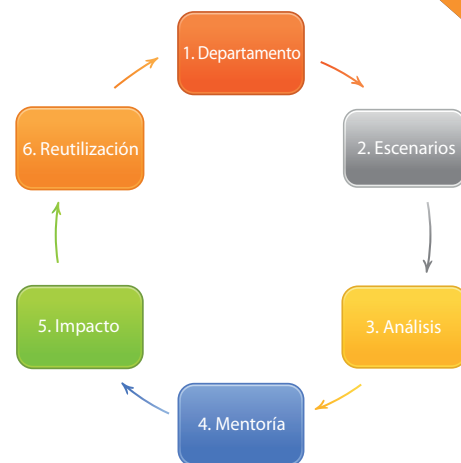 1. Departamento
2. Escenarios
3. Análisis
4. Mentoría
5. Impacto
6. Reutilización